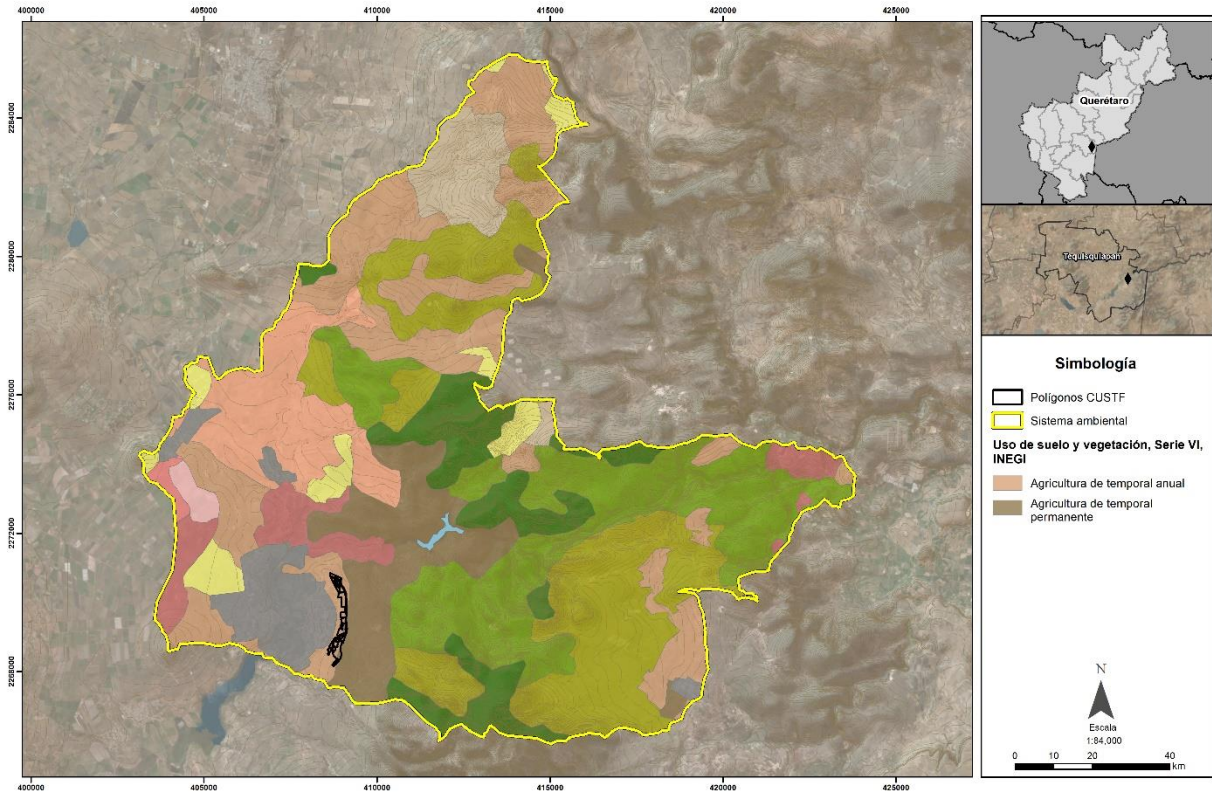 400000
405000
410000
415000
420000
425000
2284000
2280000
2276000
2272000
2268000
400000
405000
410000
415000
420000
425000
Querétaro
Tequisquiapan
Simbología
Polígonos CUSTF
Sistema ambiental
Uso de suelo y vegetación, Serie VI,
INEGI
Agricultura de temporal anual
Agricultura de temporal
permanente
N
Escala
1:84,000
0 10 20 30 40
km